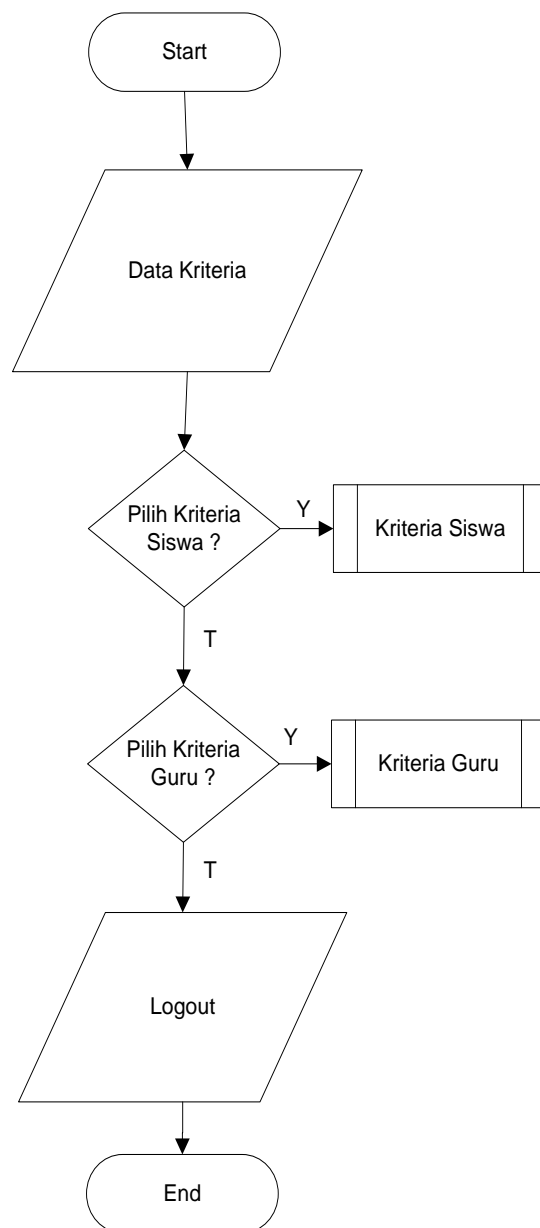 Start
Data Kriteria
Pilih Kriteria
Siswa ?
Y
Kriteria Siswa
T
Pilih Kriteria
Guru ?
Y
Kriteria Guru
T
Logout
End